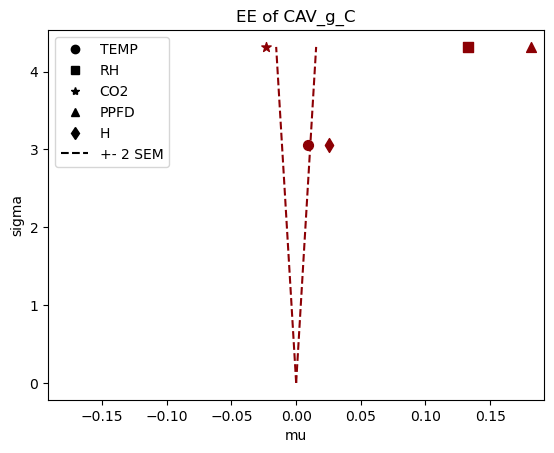 EE of CAV_g_C
TEMP
RH
CO2
PPFD
H
+- 2 SEM
sigma
4
3
2
1
0
−0.15
−0.10
−0.05
0.00
0.05
0.10
0.15
mu